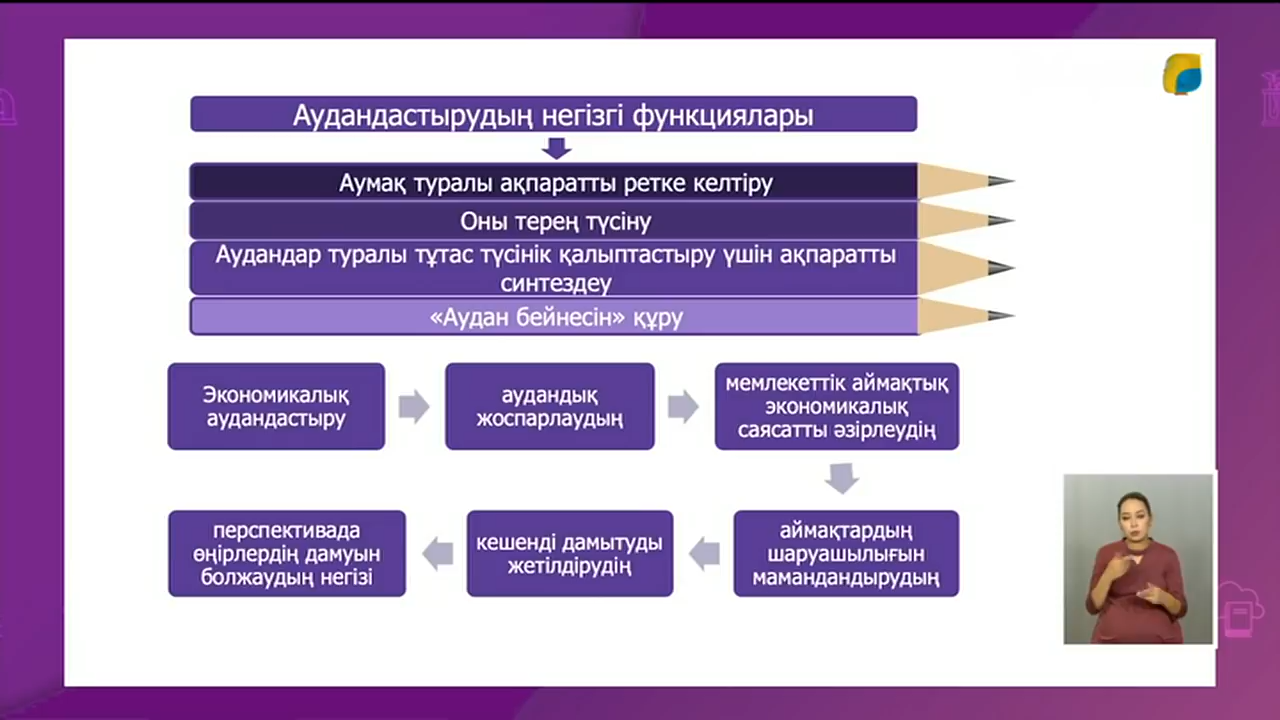 Аудандастырудың негізгі функциялары
Аумақ туралы ақпаратты ретке келтіру
Оны терең түсіну
Аудандар туралы тұтас түсінік қалыптастыру үшін ақпаратты
синтездеу
«Аудан бейнесін» құру
Экономикалық
аудандастыру
аудандық
жоспарлаудың
мемлекеттік аймақтық
экономикалық
саясатты әзірлеудің
аймақтардың
шаруашылығын
мамандандырудың
кешенді дамытуды
жетілдірудің
перспективада
өңірлердің дамуын
болжаудың негізі